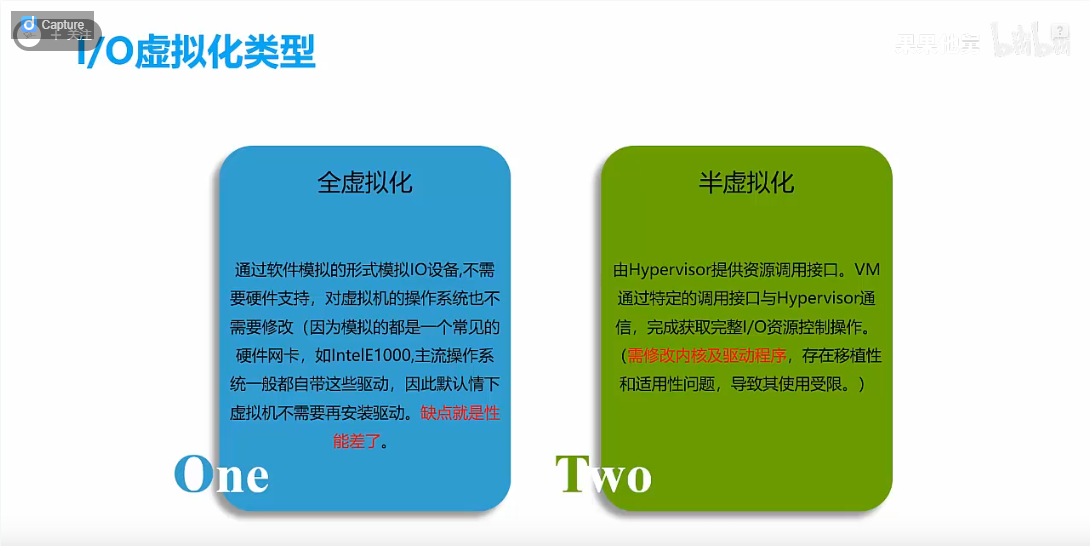 Capture
+ 关注
I/O虚拟化类型
bilibili
?
全虚拟化
通过软件模拟的形式模拟IO设备,不需
要硬件支持，对虚拟机的操作系统也不
需要修改（因为模拟的都是一个常见的
硬件网卡，如IntelE1000,主流操作系
统一般都自带这些驱动，因此默认情下
虚拟机不需要再安装驱动。缺点就是性
能差了。
One
半虚拟化
由Hypervisor提供资源调用接口。VM
通过特定的调用接口与Hypervisor通
信，完成获取完整I/O资源控制操作。
（需修改内核及驱动程序，存在移植性
和适用性问题，导致其使用受限。）
Two